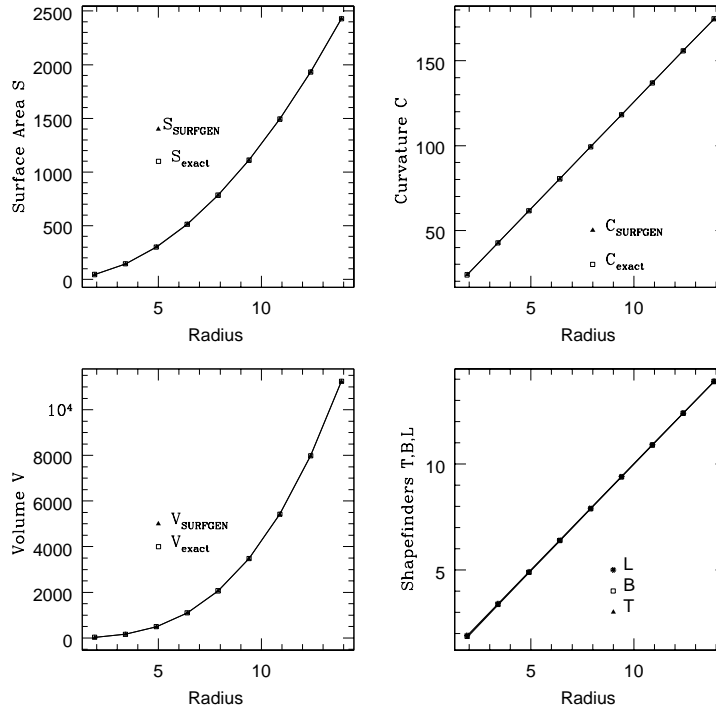 Surface Area S
2500
2000
1500
1000
500
0
S_SURFGEN
S_exact
5
10
Radius
Curvature C
150
100
50
C_SURFGEN
C_exact
5
10
Radius
Volume V
10⁴
8000
6000
4000
2000
0
V_SURFGEN
V_exact
5
10
Radius
Shapefinders T,B,L
10
5
L
B
T
5
10
Radius